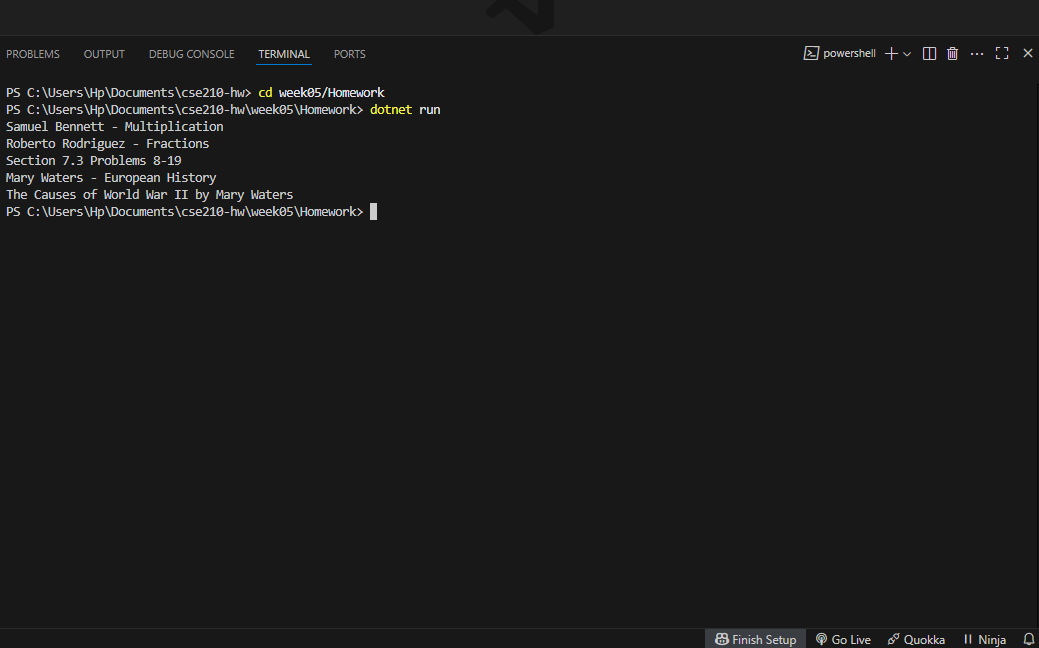 PROBLEMS OUTPUT DEBUG CONSOLE TERMINAL PORTS powershell
PS C:\Users\Hp\Documents\cse210-hw> cd week05/Homework
PS C:\Users\Hp\Documents\cse210-hw\week05\Homework> dotnet run
Samuel Bennett - Multiplication
Roberto Rodriguez - Fractions
Section 7.3 Problems 8-19
Mary Waters - European History
The Causes of World War II by Mary Waters
PS C:\Users\Hp\Documents\cse210-hw\week05\Homework>
Finish Setup Go Live Quokka Ninja